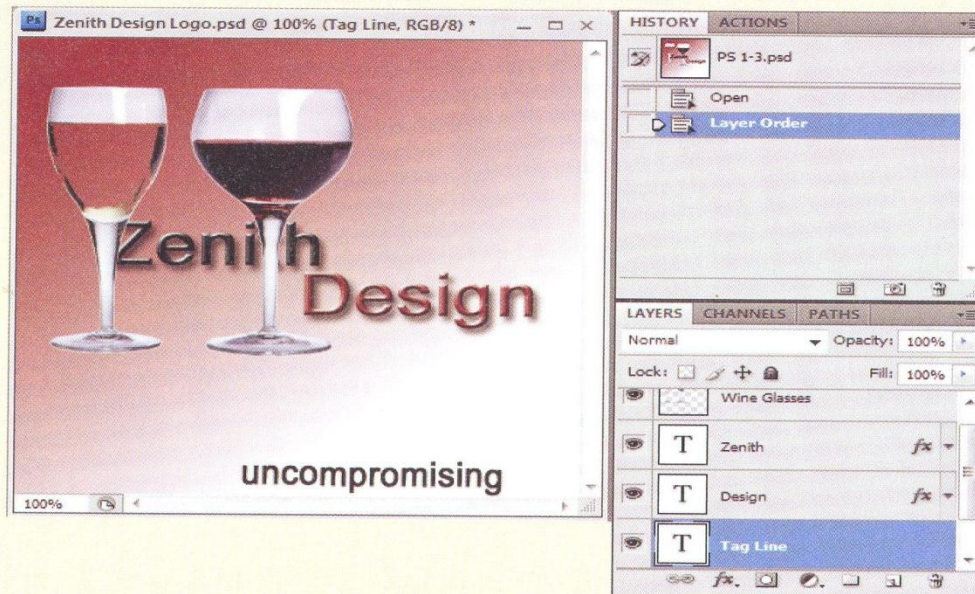 Ps Zenith Design Logo.psd @ 100% (Tag Line, RGB/8) *
Zenith
Design
uncompromising
100%
HISTORY ACTIONS
PS 1-3.psd
Open
Layer Order
LAYERS CHANNELS PATHS
Normal Opacity: 100%
Lock: Fill: 100%
Wine Glasses
T Zenith fx
T Design fx
T Tag Line
fx.